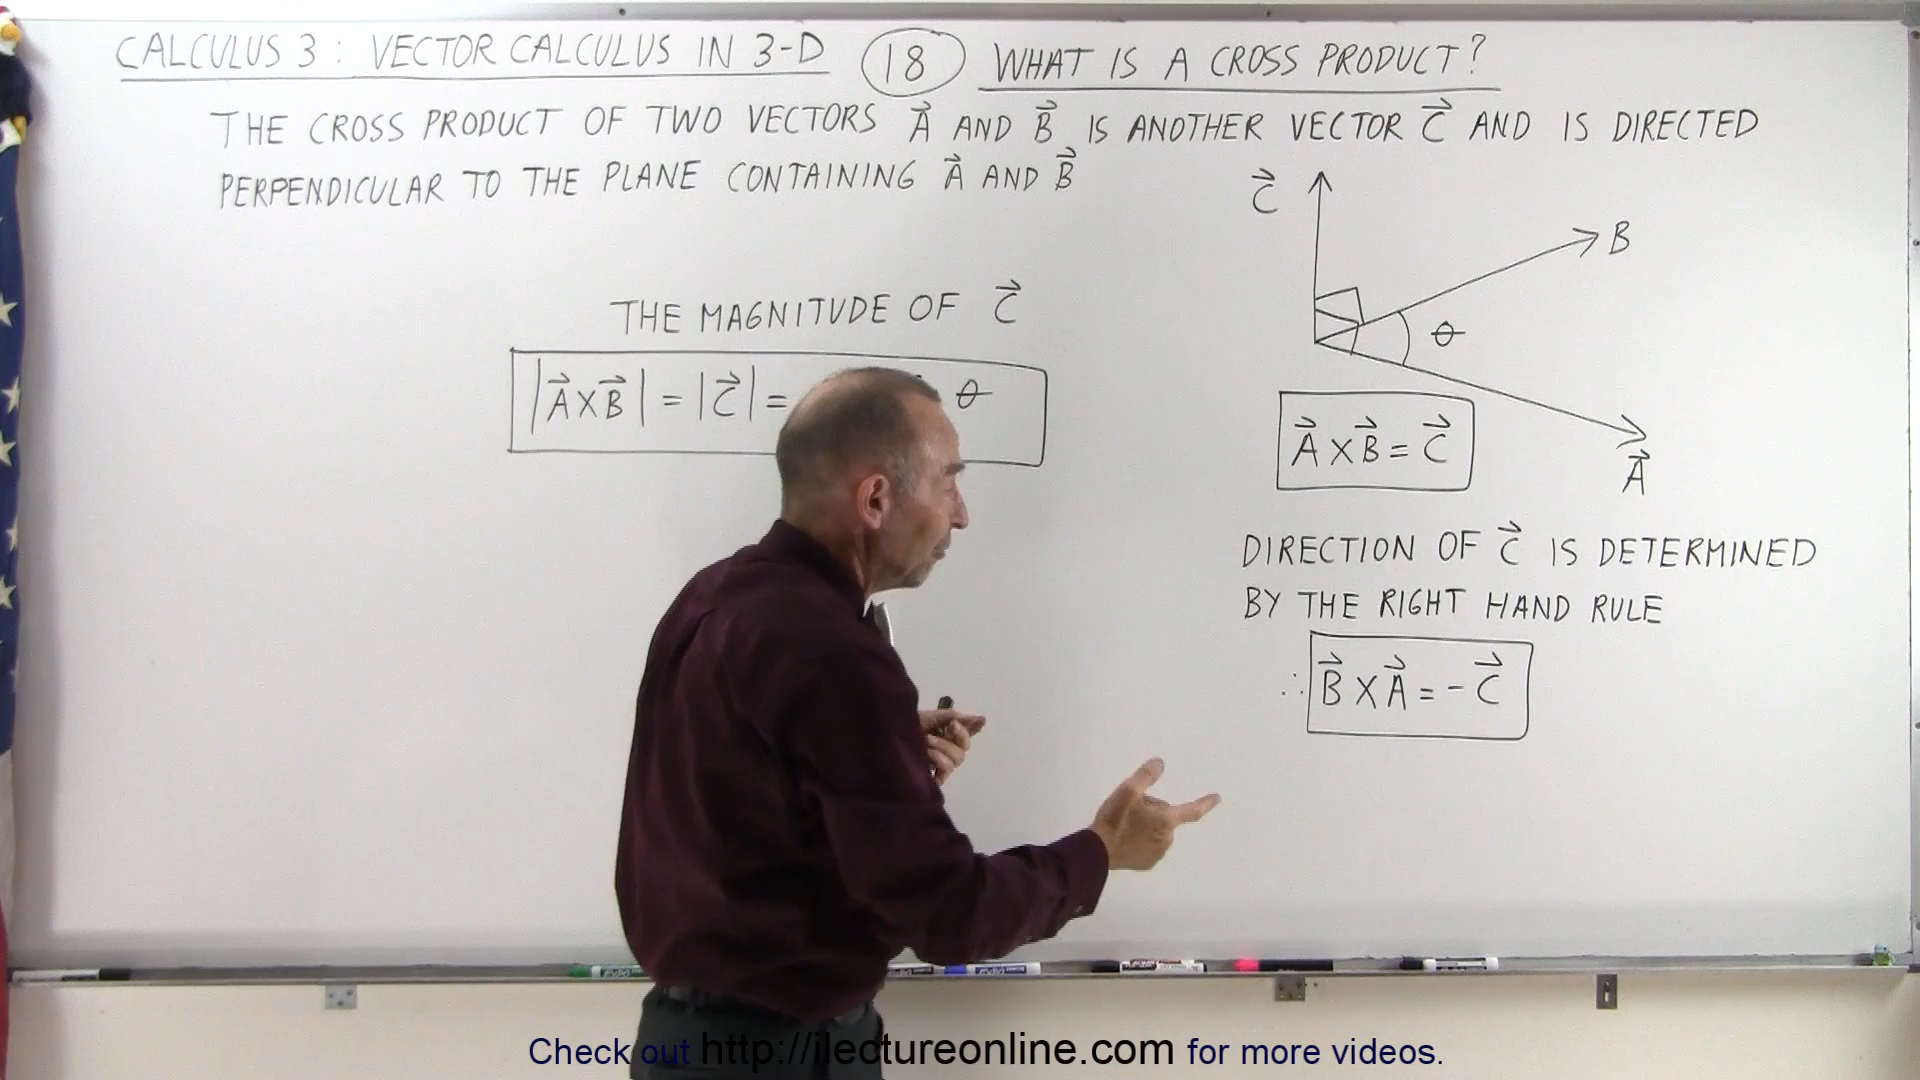 CALCULUS 3 : VECTOR CALCULUS IN 3-D 18 WHAT IS A CROSS PRODUCT?
THE CROSS PRODUCT OF TWO VECTORS A⃗ AND B⃗ IS ANOTHER VECTOR C⃗ AND IS DIRECTED
PERPENDICULAR TO THE PLANE CONTAINING A⃗ AND B⃗
THE MAGNITUDE OF C⃗
|A⃗ X B⃗| = |C⃗| = θ
C⃗
B
θ
A⃗
A⃗ X B⃗ = C⃗
DIRECTION OF C⃗ IS DETERMINED
BY THE RIGHT HAND RULE
∴ B⃗ X A⃗ = - C⃗
Check out http://ilectureonline.com for more videos.